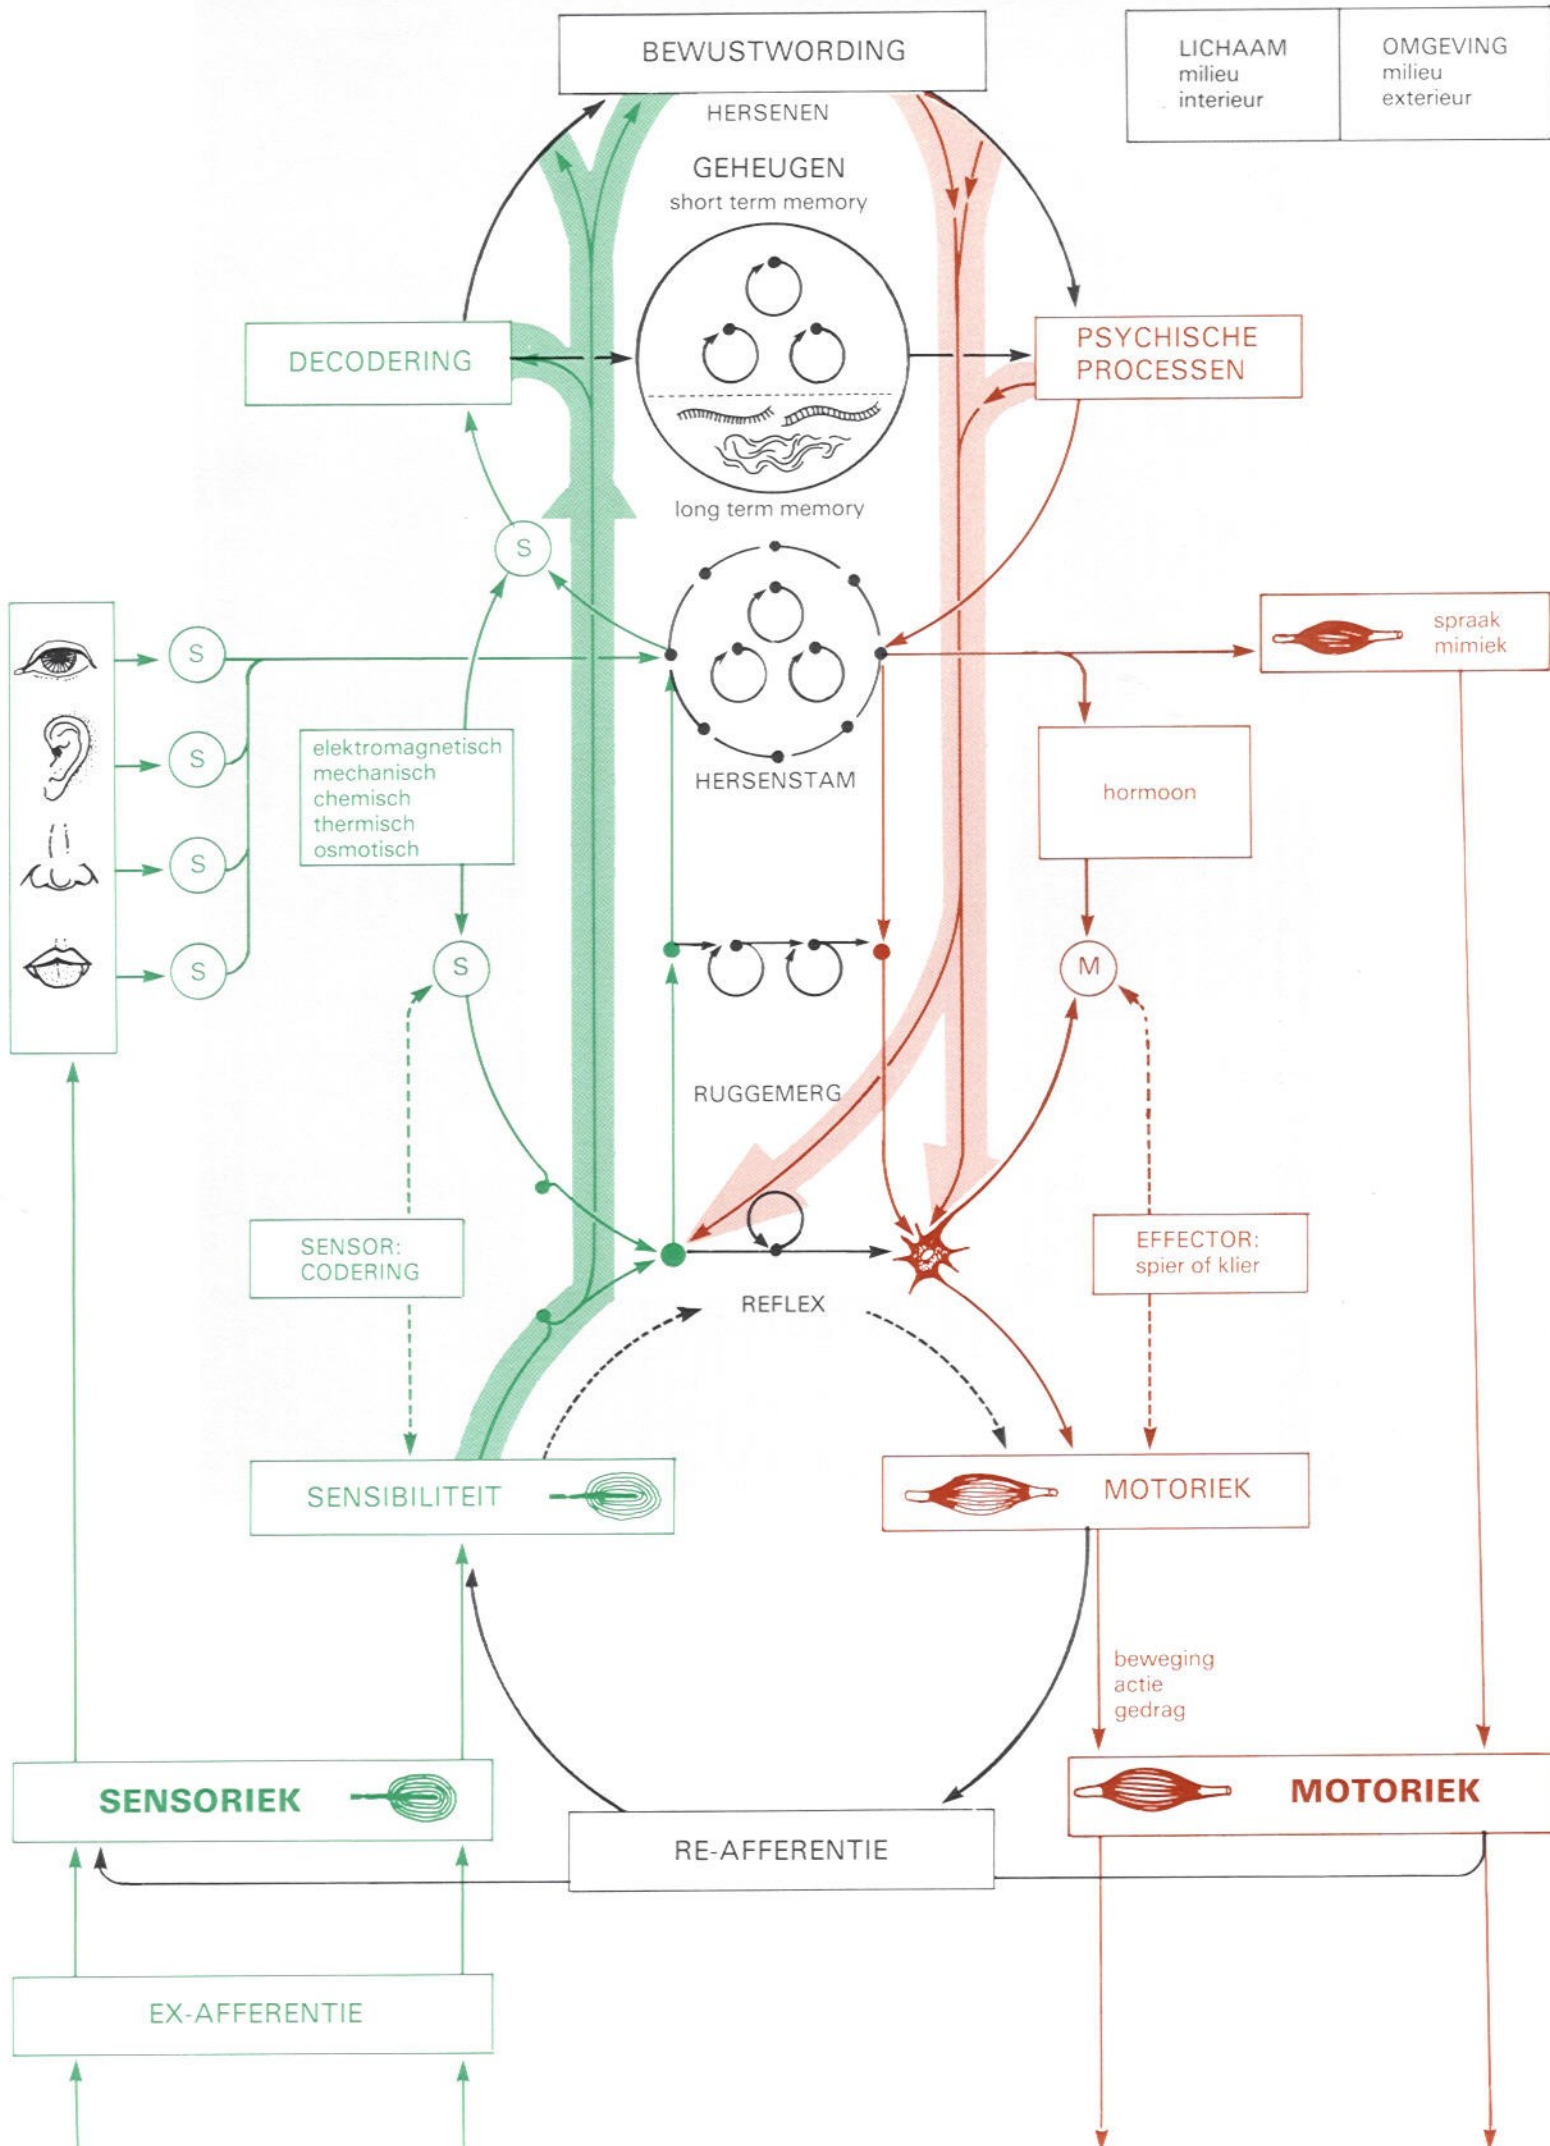 BEWUSTWORDING
LICHAAM
milieu
interieur
OMGEVING
milieu
exterieur
HERSENEN
GEHEUGEN
short term memory
DECODERING
PSYCHISCHE
PROCESSEN
long term memory
S
spraak
mimiek
S
S
S
S
elektromagnetisch
mechanisch
chemisch
thermisch
osmotisch
HERSENSTAM
hormoon
S
M
RUGGEMERG
SENSOR:
CODERING
EFFECTOR:
spier of klier
REFLEX
SENSIBILITEIT
MOTORIEK
beweging
actie
gedrag
SENSORIEK
MOTORIEK
RE-AFFERENTIE
EX-AFFERENTIE